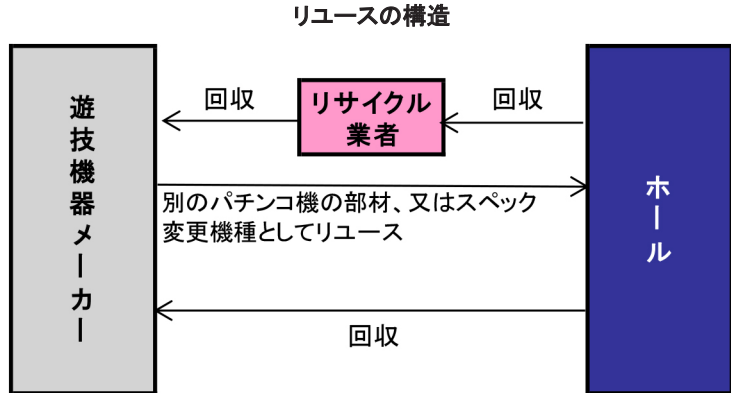 リユースの構造
遊技機器メーカー
回収
リサイクル
業者
回収
ホール
別のパチンコ機の部材、又はスペック
変更機種としてリユース
回収